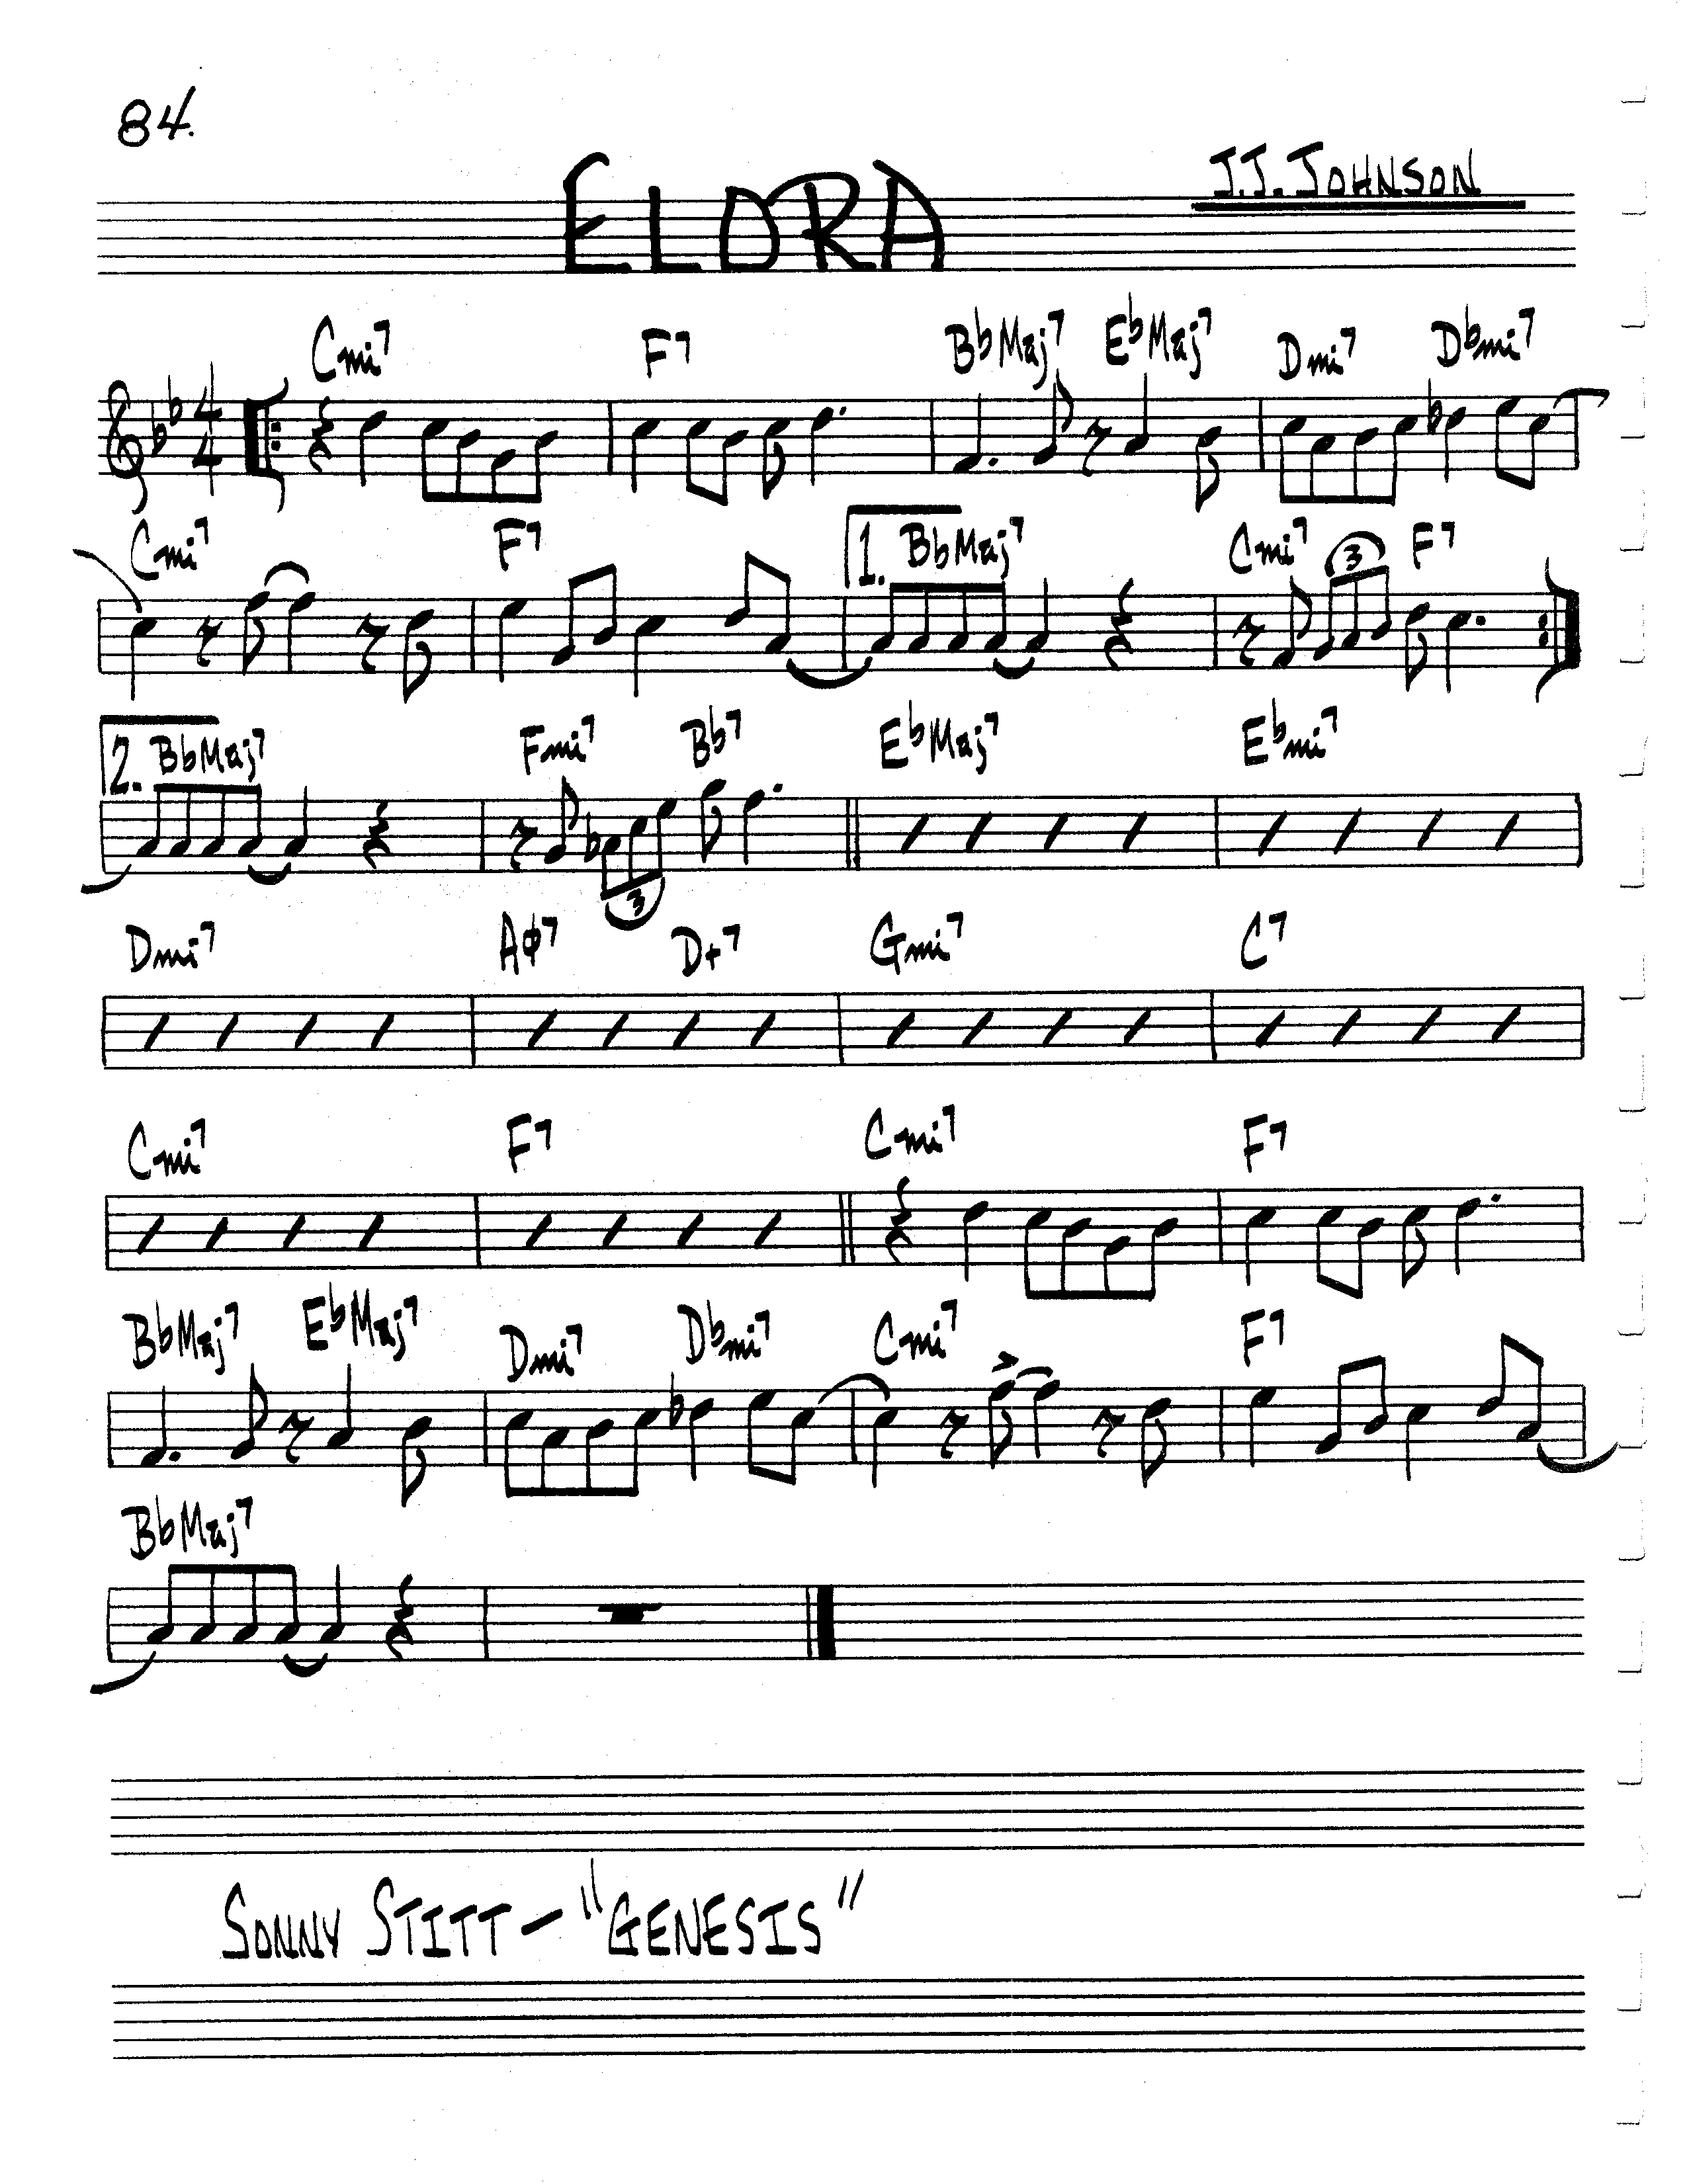 84.
J.J. JOHNSON
ELORA
Cmi7 F7 BbMaj7 EbMaj7 Dmi7 Dbmi7
4
4
Cmi7 F7 1. BbMaj7 Cmi7 3 F7
2. BbMaj7 Fmi7 Bb7 EbMaj7 Ebmi7
3
Dmi7 Aø7 D+7 Gmi7 C7
Cmi7 F7 Cmi7 F7
BbMaj7 EbMaj7 Dmi7 Dbmi7 Cmi7 F7
BbMaj7
SONNY STITT – "GENESIS"